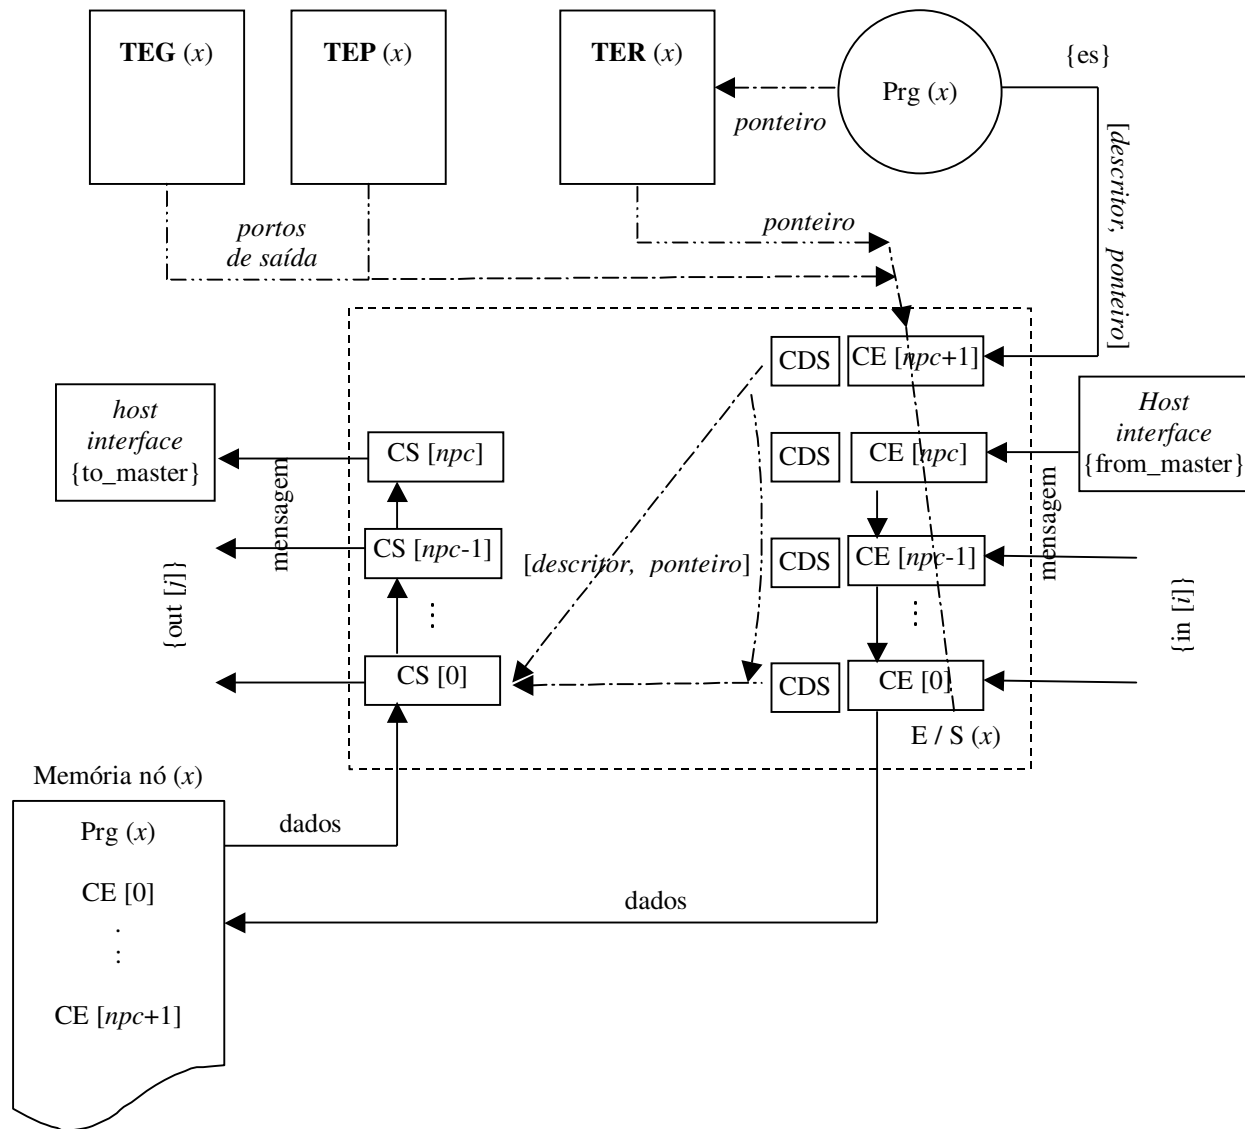 TEG (x)
TEP (x)
TER (x)
Prg (x)
{es}
ponteiro
[descritor, ponteiro]
portos
de saída
ponteiro
CDS
CE [npc+1]
host
interface
{to_master}
CS [npc]
CDS
CE [npc]
Host
interface
{from_master}
mensagem
mensagem
CS [npc-1]
[descritor, ponteiro]
CDS
CE [npc-1]
{out [j]}
{in [i]}
⋮
⋮
CS [0]
CDS
CE [0]
E / S (x)
Memória nó (x)
Prg (x)
dados
CE [0]
dados
⋮
CE [npc+1]